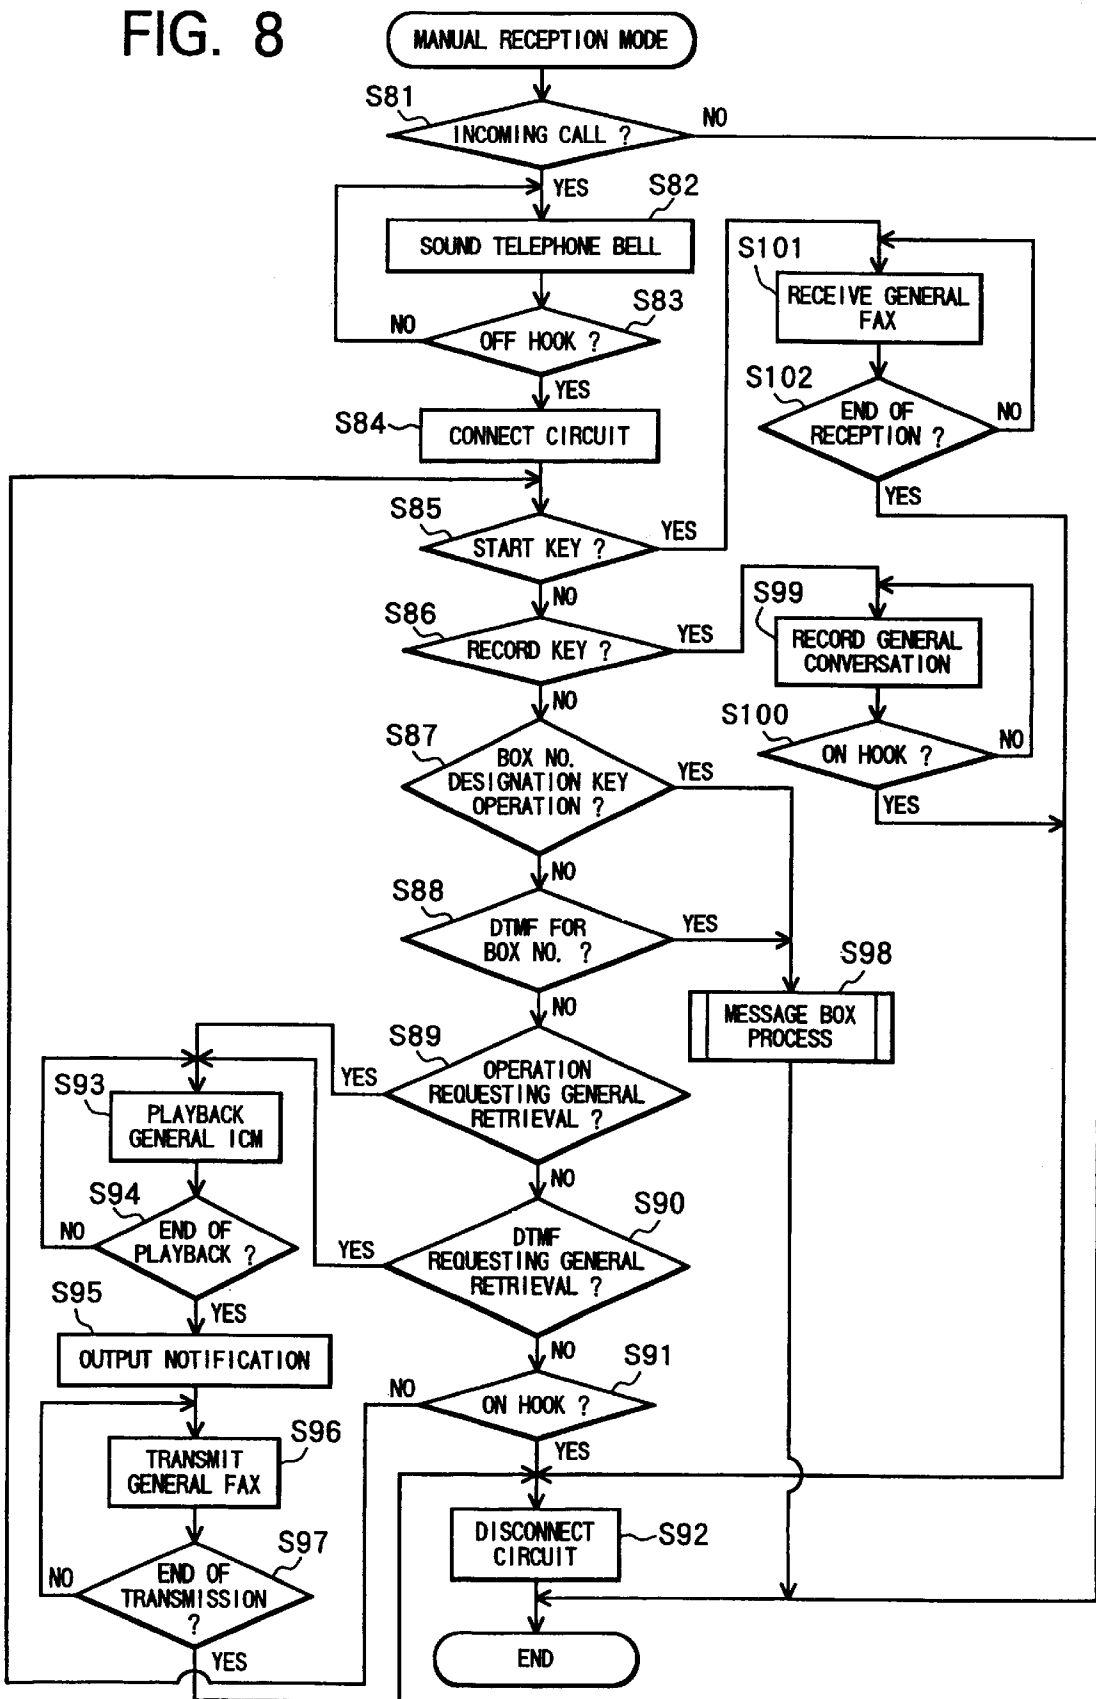 FIG. 8
MANUAL RECEPTION MODE
S81
INCOMING CALL ?
NO
YES
S82
SOUND TELEPHONE BELL
S83
NO
OFF HOOK ?
YES
S84
CONNECT CIRCUIT
S101
RECEIVE GENERAL
FAX
S102
END OF
RECEPTION ?
NO
YES
S85
START KEY ?
YES
NO
S86
RECORD KEY ?
YES
NO
S99
RECORD GENERAL
CONVERSATION
S100
ON HOOK ?
NO
YES
S87
BOX NO.
DESIGNATION KEY
OPERATION ?
YES
NO
S88
DTMF FOR
BOX NO. ?
YES
NO
S98
MESSAGE BOX
PROCESS
S89
OPERATION
REQUESTING GENERAL
RETRIEVAL ?
YES
NO
S93
PLAYBACK
GENERAL ICM
S94
END OF
PLAYBACK ?
NO
YES
S90
DTMF
REQUESTING GENERAL
RETRIEVAL ?
YES
NO
S95
OUTPUT NOTIFICATION
S91
NO
ON HOOK ?
YES
S96
TRANSMIT
GENERAL FAX
S97
END OF
TRANSMISSION
?
NO
YES
DISCONNECT
CIRCUIT
S92
END